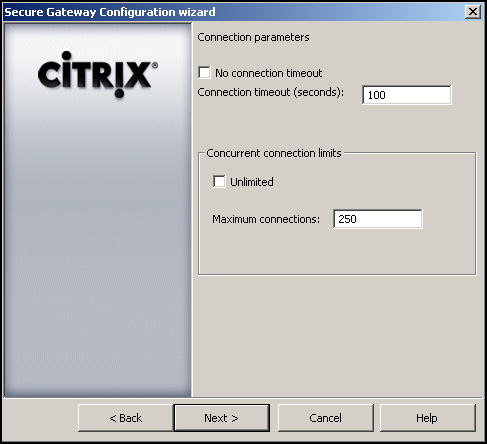 Secure Gateway Configuration wizard
CiTRIX®
Connection parameters
No connection timeout
Connection timeout (seconds): 100
Concurrent connection limits
Unlimited
Maximum connections: 250
< Back Next > Cancel Help